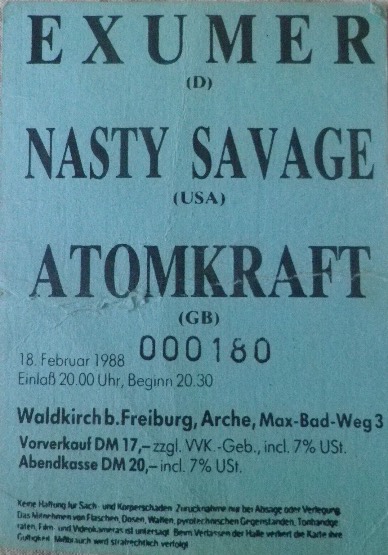 EXUMER
(D)
NASTY SAVAGE
(USA)
ATOMKRAFT
(GB)
000180
18. Februar 1988
Einlaß 20.00 Uhr, Beginn 20.30
Waldkirch b. Freiburg, Arche, Max-Bad-Weg 3
Vorverkauf DM 17,– zzgl. VVK.-Geb., incl. 7% USt.
Abendkasse DM 20,– incl. 7% USt.
Keine Haftung für Sach- und Körperschäden. Zurücknahme nur bei Absage oder Verlegung.
Das Mitnehmen von Flaschen, Dosen, Waffen, pyrotechnischen Gegenständen, Tonbandge-
räten, Film- und Videokameras ist untersagt. Beim Verlassen der Halle verliert die Karte ihre
Gültigkeit. Mißbrauch wird strafrechtlich verfolgt.